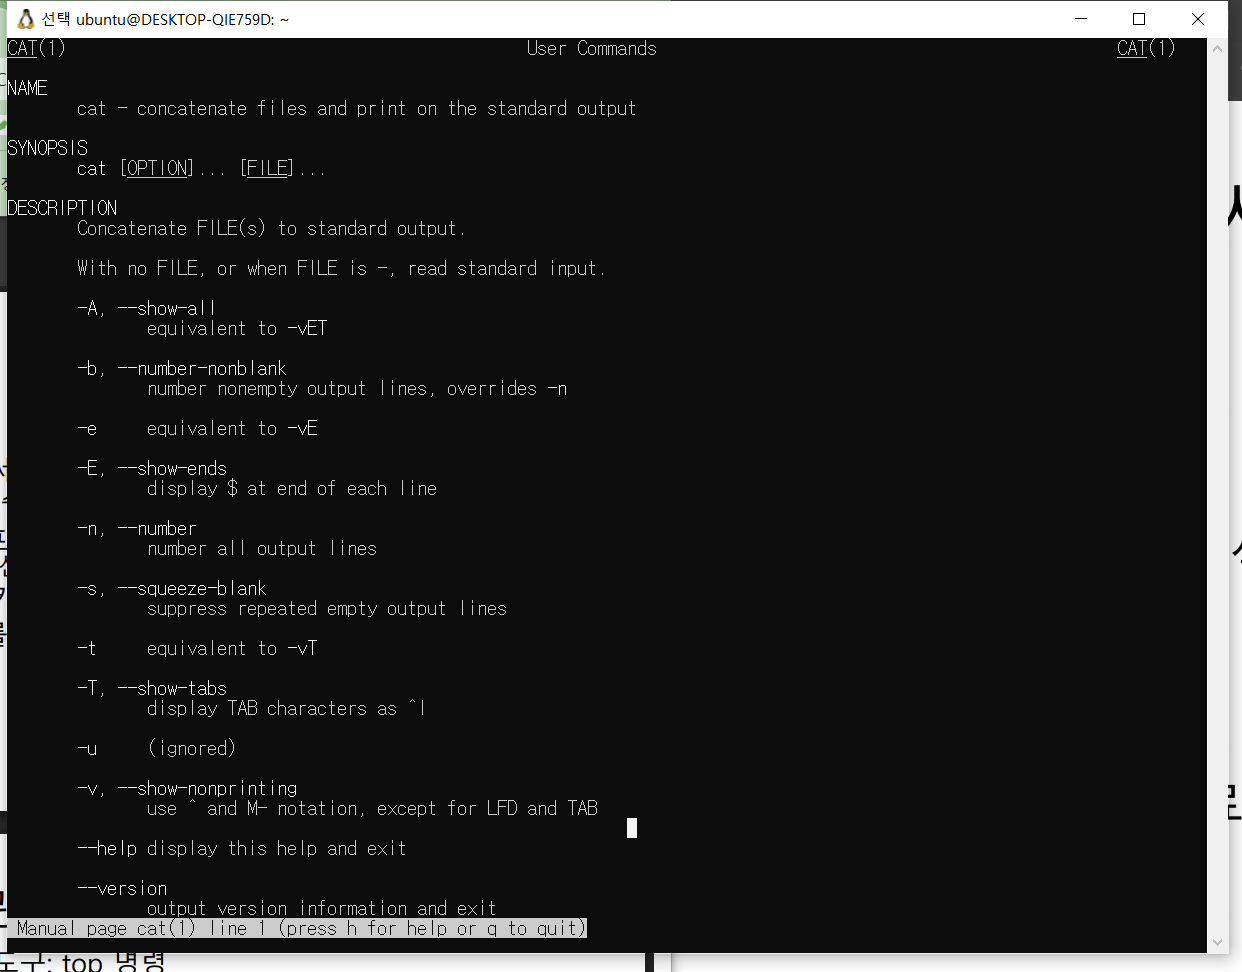 선택 ubuntu@DESKTOP-QIE759D: ~
CAT(1) User Commands CAT(1)
NAME
cat - concatenate files and print on the standard output
SYNOPSIS
cat [OPTION]... [FILE]...
DESCRIPTION
Concatenate FILE(s) to standard output.
With no FILE, or when FILE is -, read standard input.
-A, --show-all
equivalent to -vET
-b, --number-nonblank
number nonempty output lines, overrides -n
-e equivalent to -vE
-E, --show-ends
display $ at end of each line
-n, --number
number all output lines
-s, --squeeze-blank
suppress repeated empty output lines
-t equivalent to -vT
-T, --show-tabs
display TAB characters as ^I
-u (ignored)
-v, --show-nonprinting
use ^ and M- notation, except for LFD and TAB
--help display this help and exit
--version
output version information and exit
Manual page cat(1) line 1 (press h for help or q to quit)
도구: top 명령